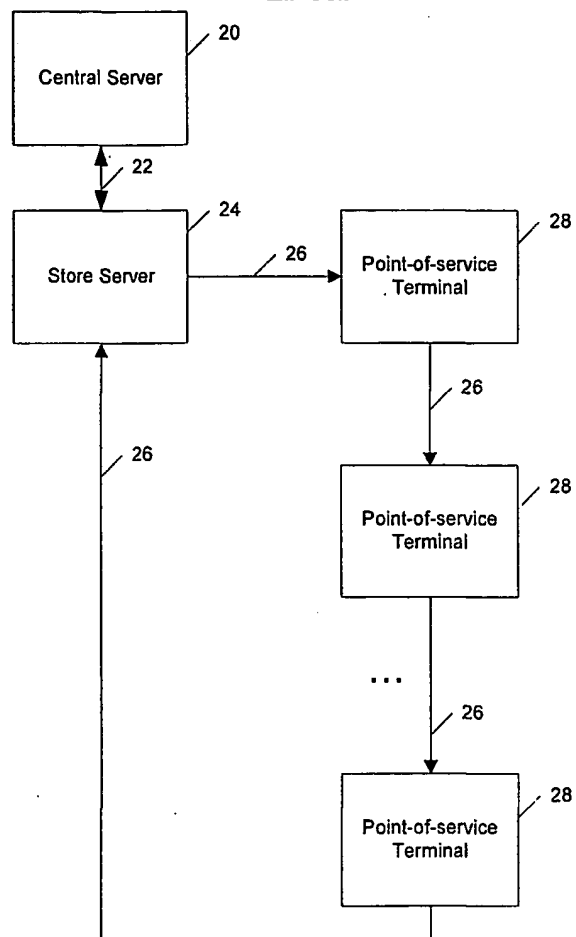 20
Central Server
22
24
28
Store Server
26
Point-of-service
Terminal
26
26
28
Point-of-service
Terminal
...
26
28
Point-of-service
Terminal